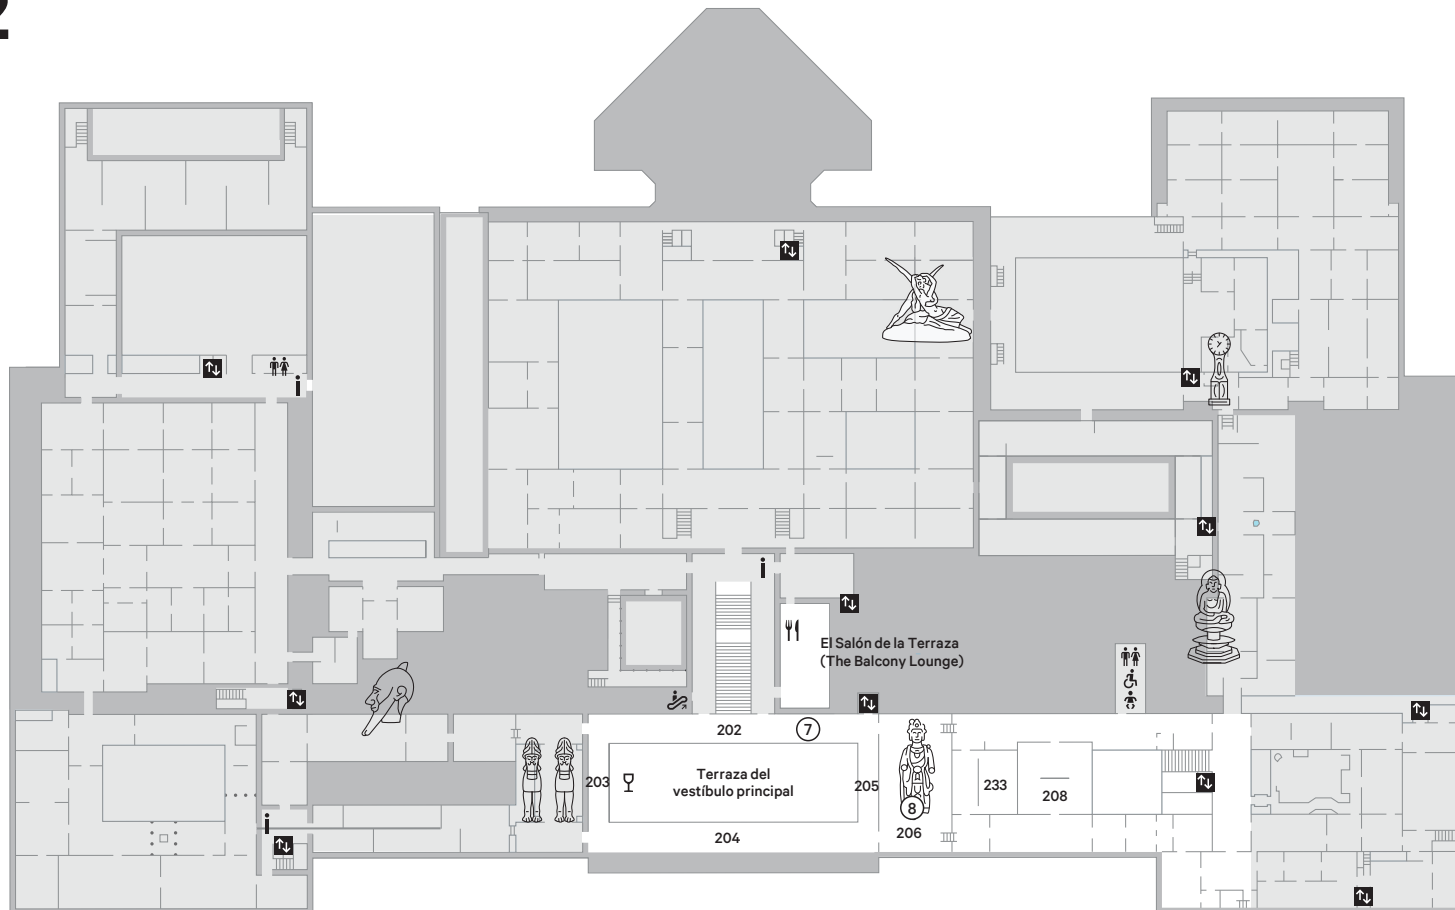 2
i
i
El Salón de la Terraza
(The Balcony Lounge)
202
7
203
Terraza del
vestíbulo principal
205
233
208
8
204
206
i